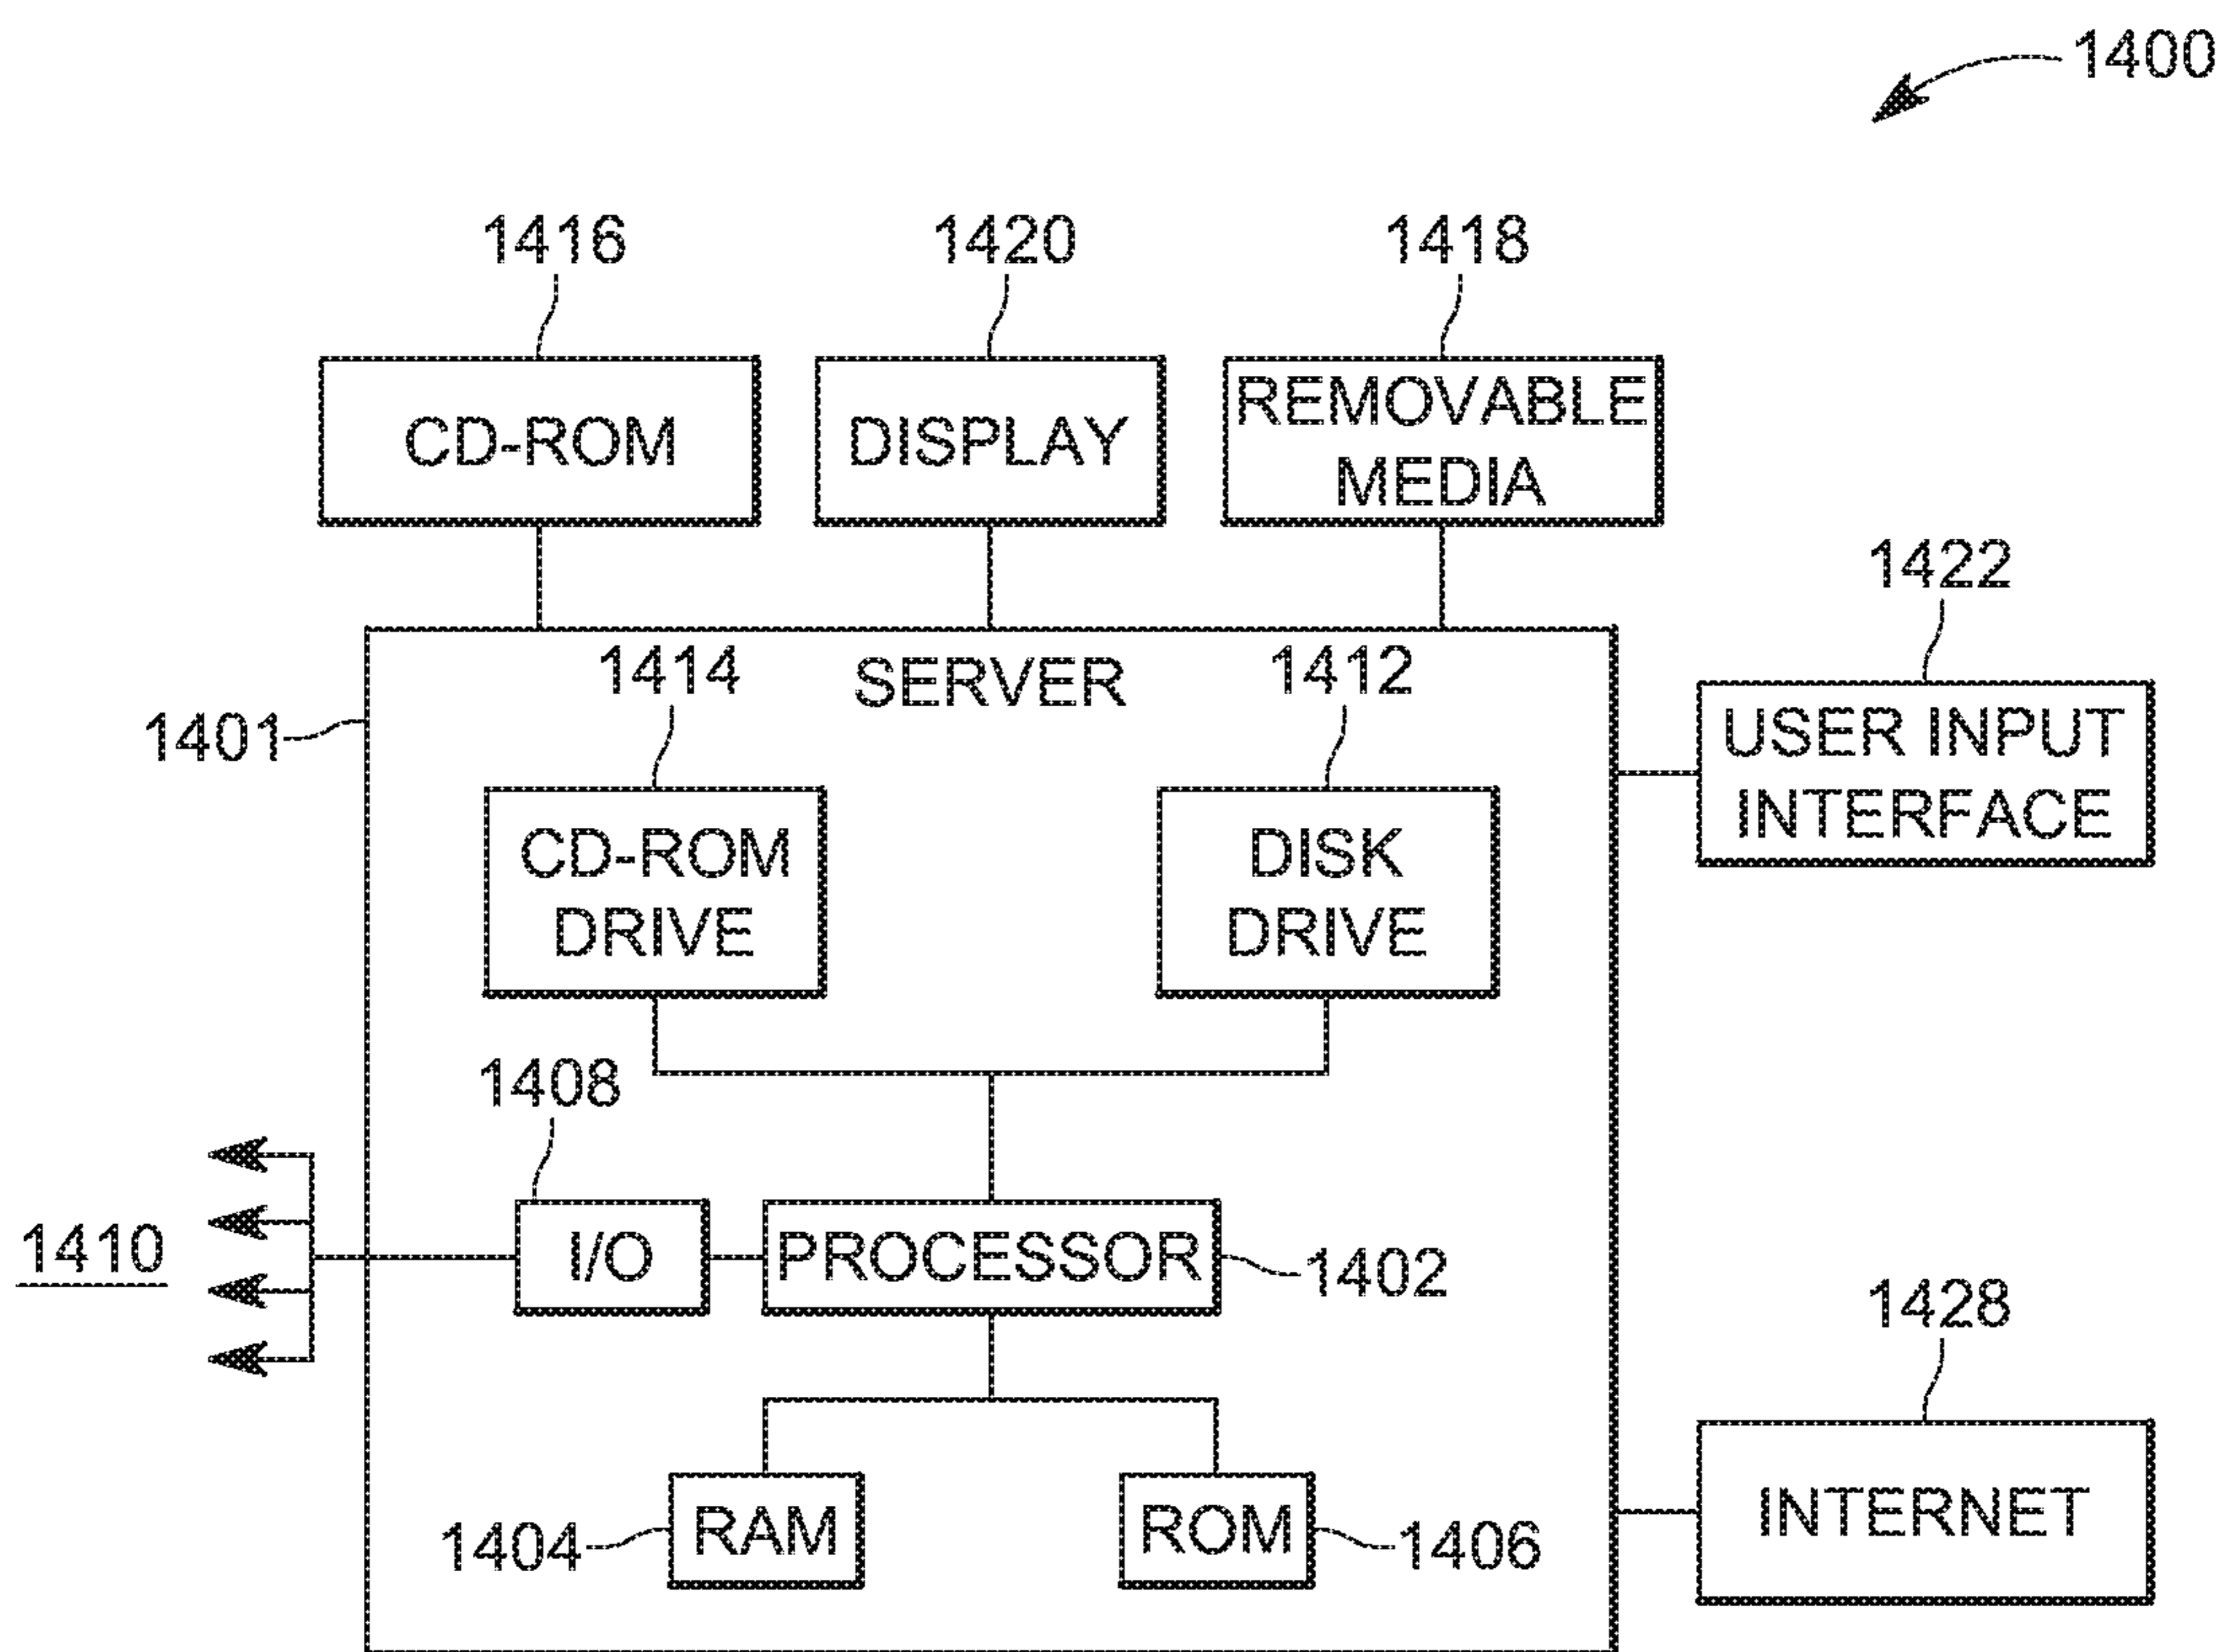 1400
1416
1420
1418
CD-ROM
DISPLAY
REMOVABLE
MEDIA
1422
USER INPUT
INTERFACE
1401
SERVER
1414
1412
CD-ROM
DRIVE
DISK
DRIVE
1408
1410
I/O
PROCESSOR
1402
1428
INTERNET
1404
RAM
ROM
1406